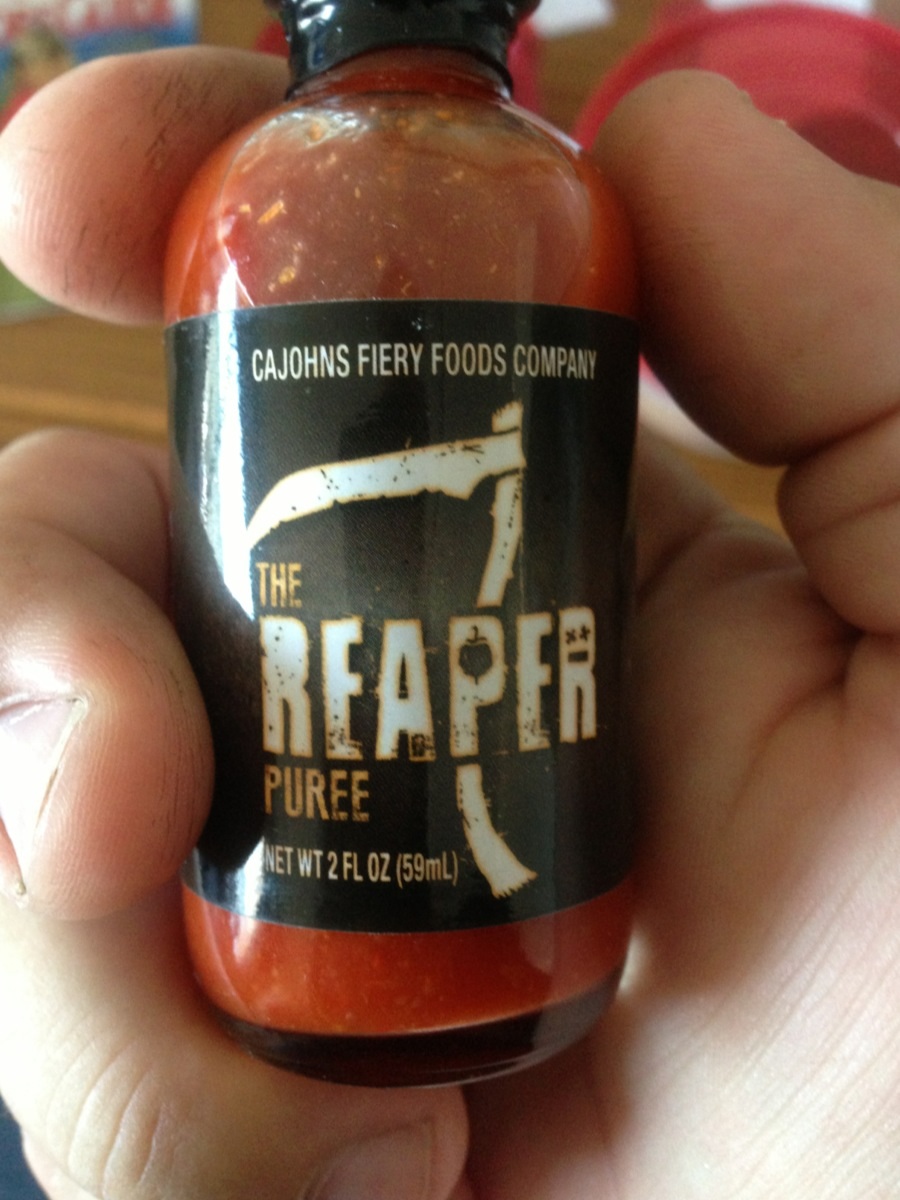 CAJOHNS FIERY FOODS COMPANY
THE
REAPER
PUREE
NET WT 2 FL OZ (59mL)